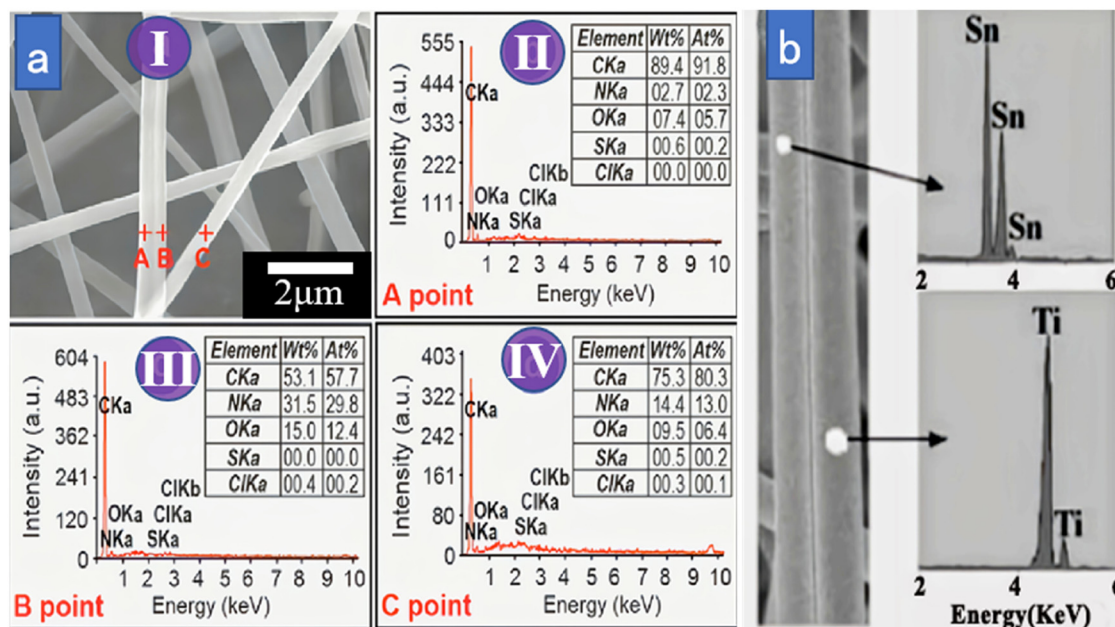 a
I
A B C
2μm
II
555
444
333
222
111
0
Intensity (a.u.)
CKa
OKa
NKa
ClKb
ClKa
SKa
1 2 3 4 5 6 7 8 9 10
Energy (keV)
A point
Element Wt% At%
CKa 89.4 91.8
NKa 02.7 02.3
OKa 07.4 05.7
SKa 00.6 00.2
ClKa 00.0 00.0
III
604
483
362
241
120
0
Intensity (a.u.)
CKa
OKa
NKa
ClKb
ClKa
SKa
1 2 3 4 5 6 7 8 9 10
Energy (keV)
B point
Element Wt% At%
CKa 53.1 57.7
NKa 31.5 29.8
OKa 15.0 12.4
SKa 00.0 00.0
ClKa 00.4 00.2
IV
403
322
242
161
80
0
Intensity (a.u.)
CKa
OKa
NKa
ClKb
ClKa
SKa
1 2 3 4 5 6 7 8 9 10
Energy (keV)
C point
Element Wt% At%
CKa 75.3 80.3
NKa 14.4 13.0
OKa 09.5 06.4
SKa 00.5 00.2
ClKa 00.3 00.1
b
Sn
Sn
Sn
2 4 6
Ti
Ti
2 4 6
Energy(KeV)